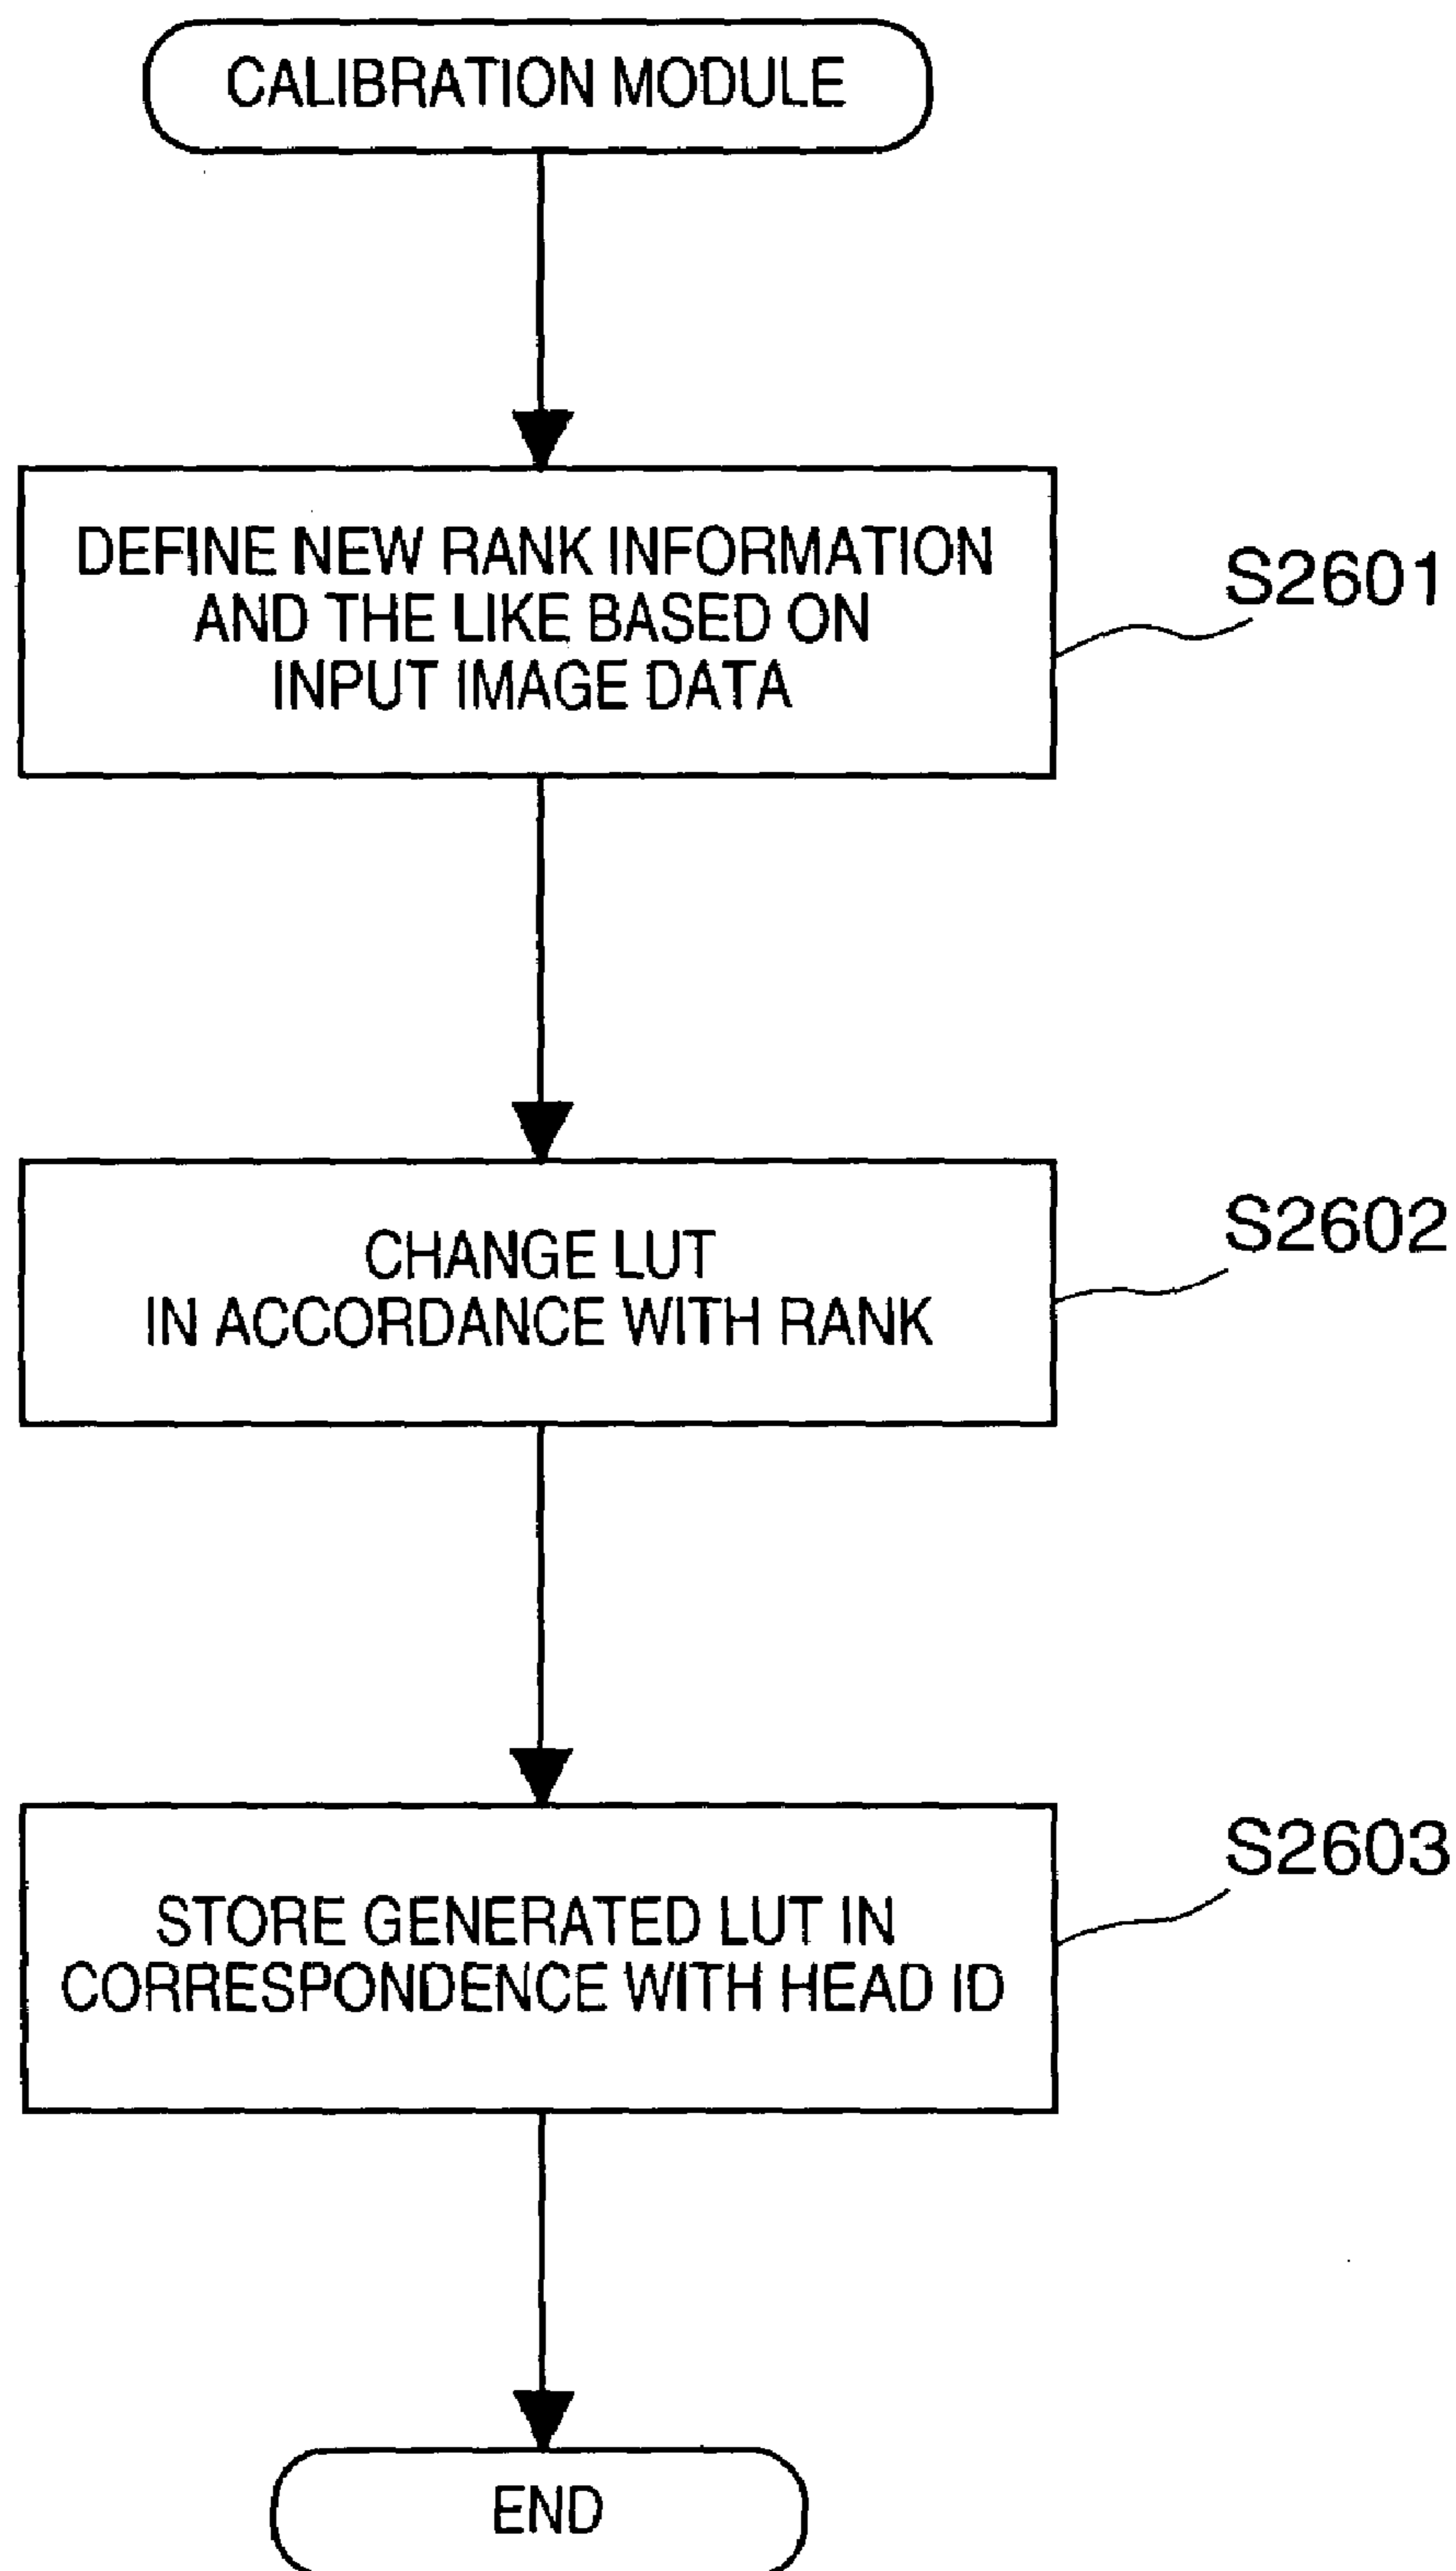 CALIBRATION MODULE
DEFINE NEW RANK INFORMATION
AND THE LIKE BASED ON
INPUT IMAGE DATA
S2601
CHANGE LUT
IN ACCORDANCE WITH RANK
S2602
STORE GENERATED LUT IN
CORRESPONDENCE WITH HEAD ID
S2603
END